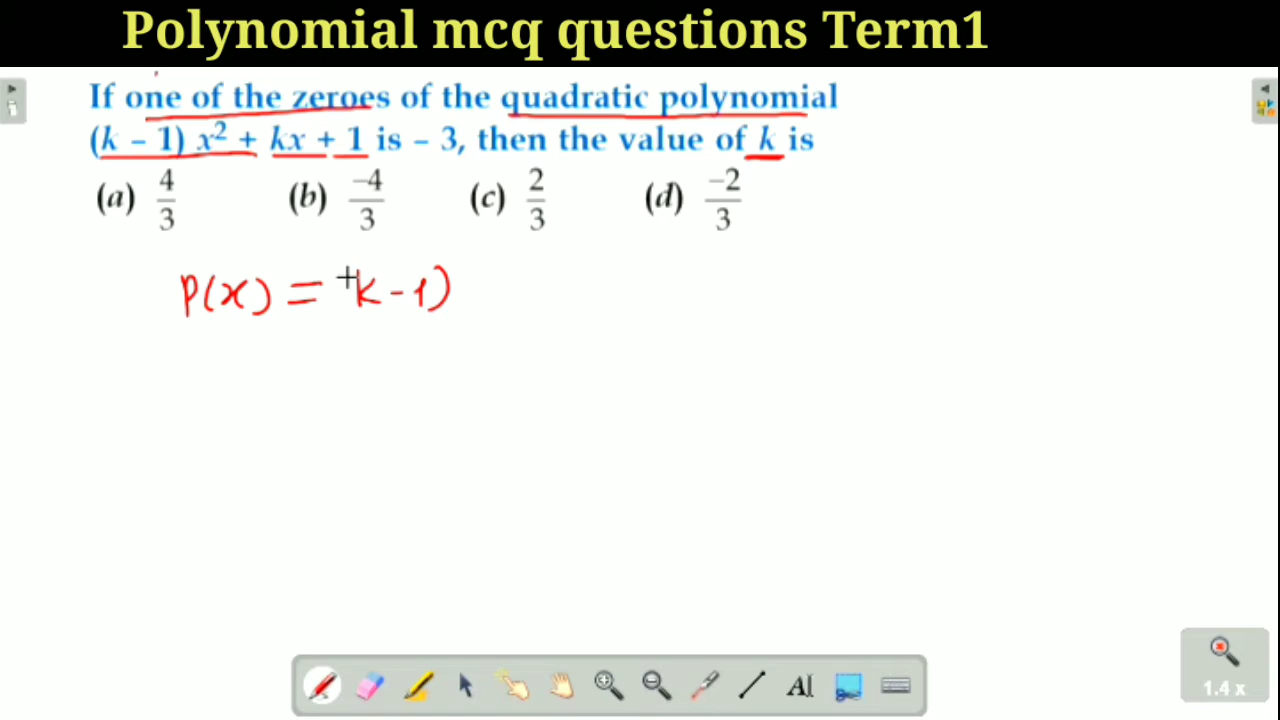 Polynomial mcq questions Term1
If one of the zeroes of the quadratic polynomial
(k – 1) x² + kx + 1 is – 3, then the value of k is
(a) 4/3 (b) –4/3 (c) 2/3 (d) –2/3
P(x) = k - 1)
AI
1.4 x